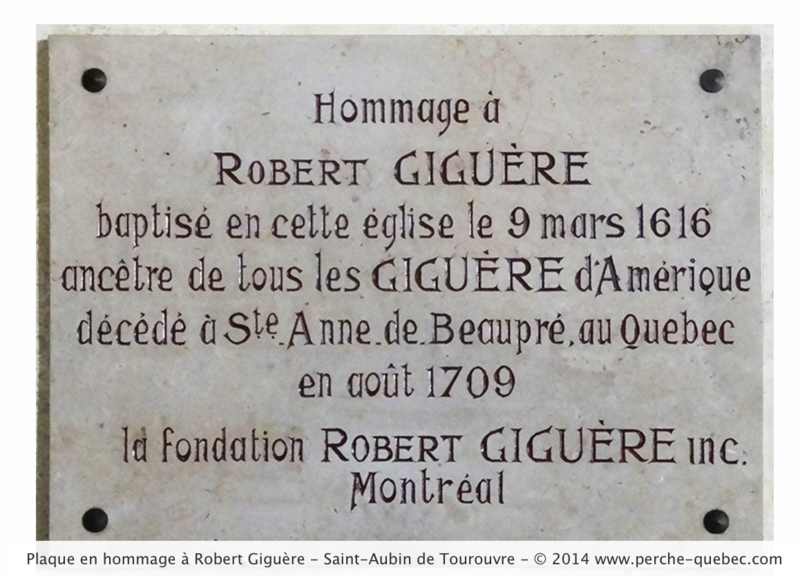 Hommage à
ROBERT GIGUÈRE
baptisé en cette église le 9 mars 1616
ancêtre de tous les GIGUÈRE d'Amérique
décédé à Ste-Anne-de-Beaupré, au Quebec
en août 1709
la fondation ROBERT GIGUÈRE inc.
Montréal
Plaque en hommage à Robert Giguère – Saint-Aubin de Tourouvre – © 2014 www.perche-quebec.com